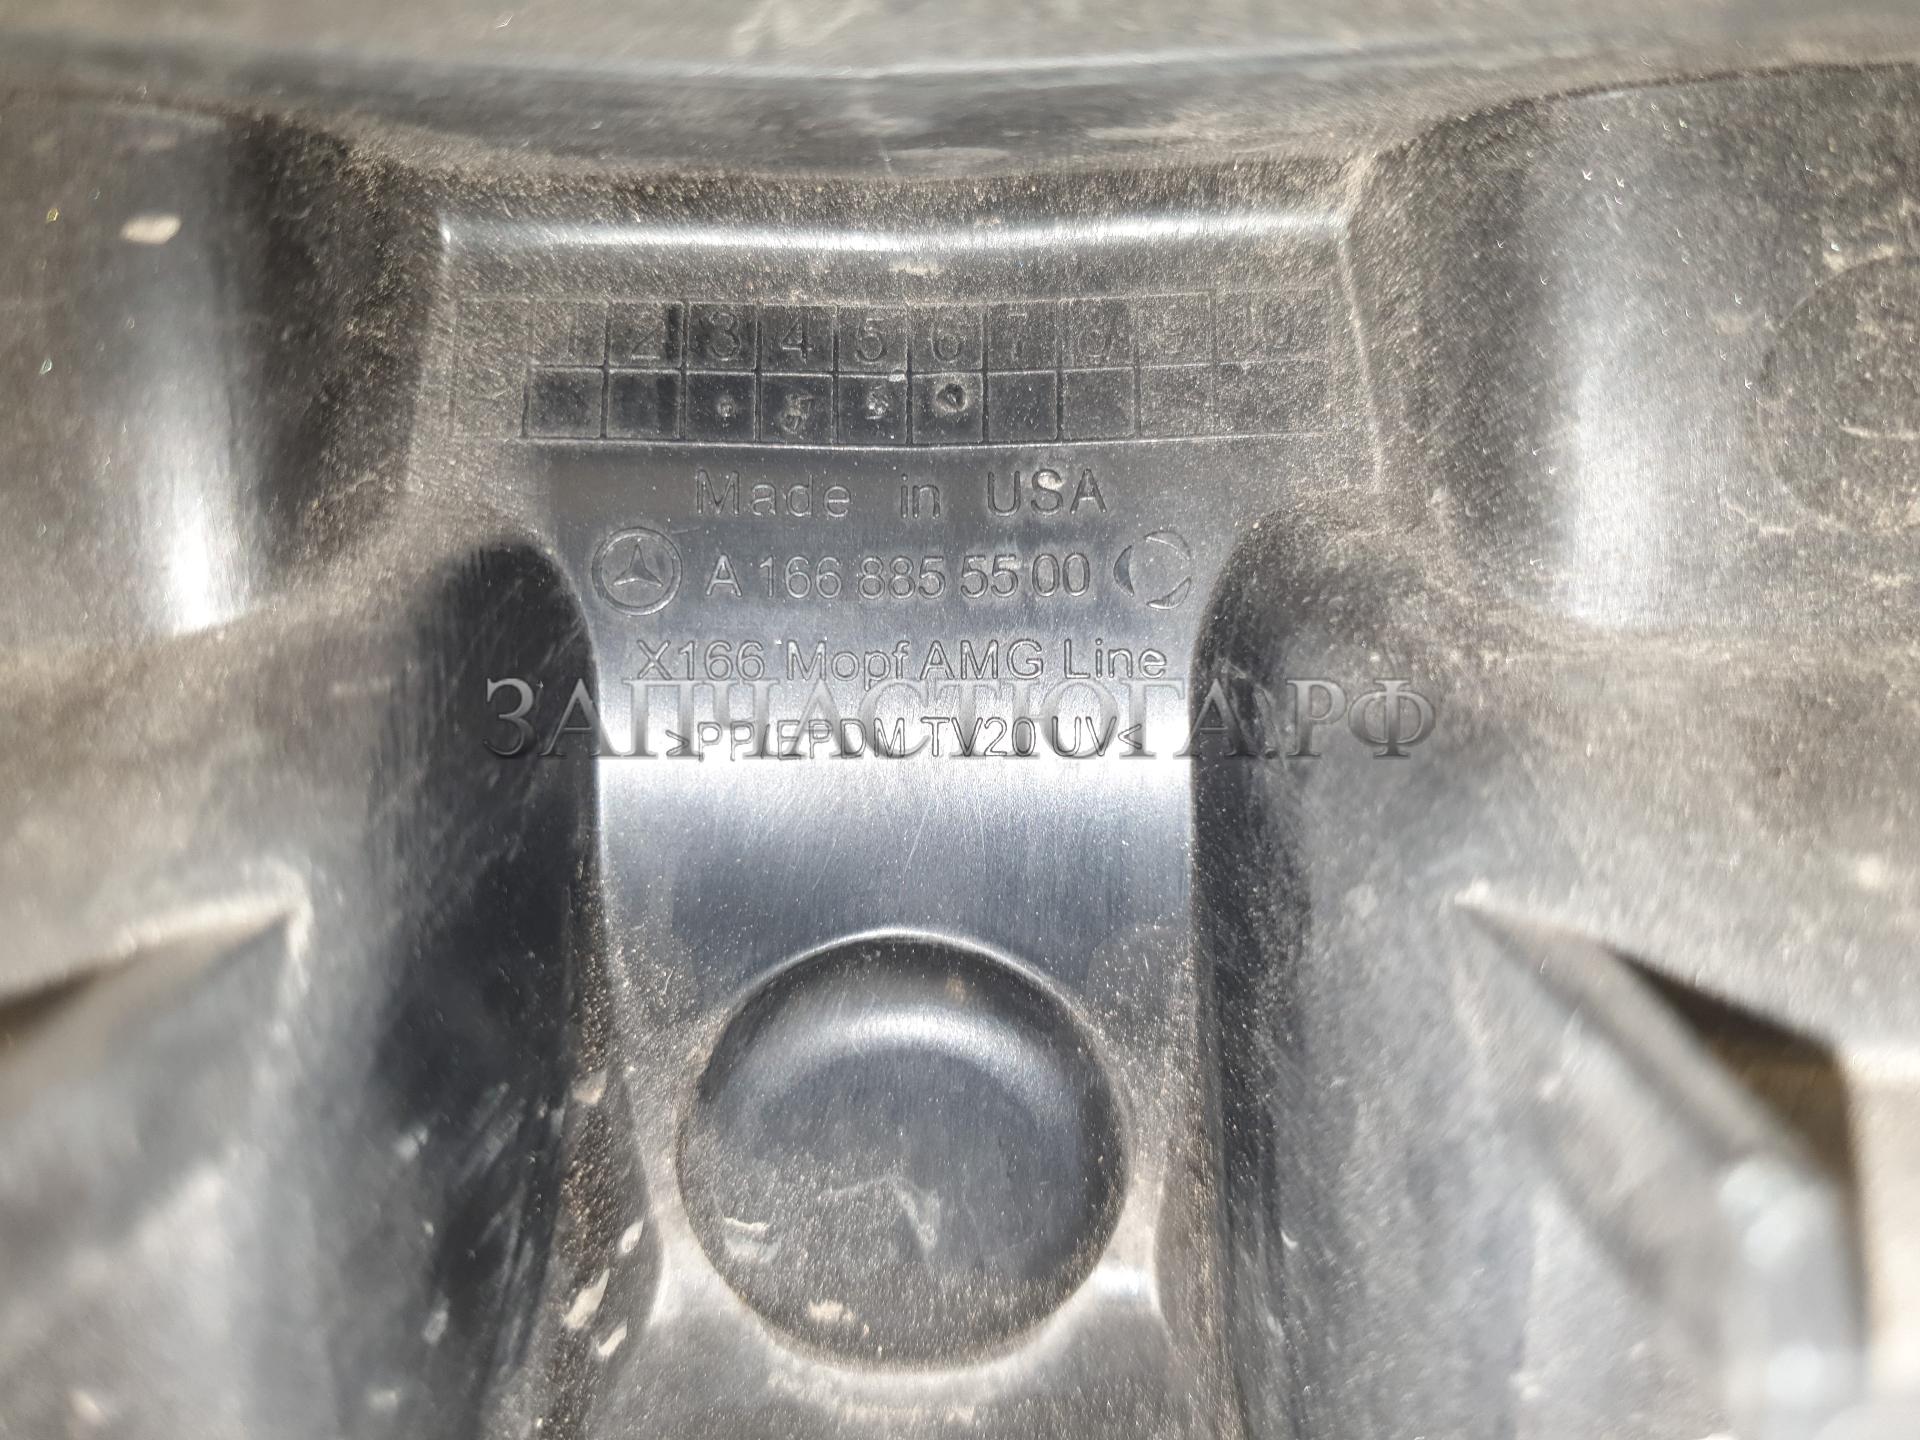 1 2 3 4 5 6 7 8 9 10
Made in USA
A 166 885 55 00
X166 Mopf AMG Line
ЗАПЧАСТЮГА.РФ
>PP/EPDM TV20 UV<